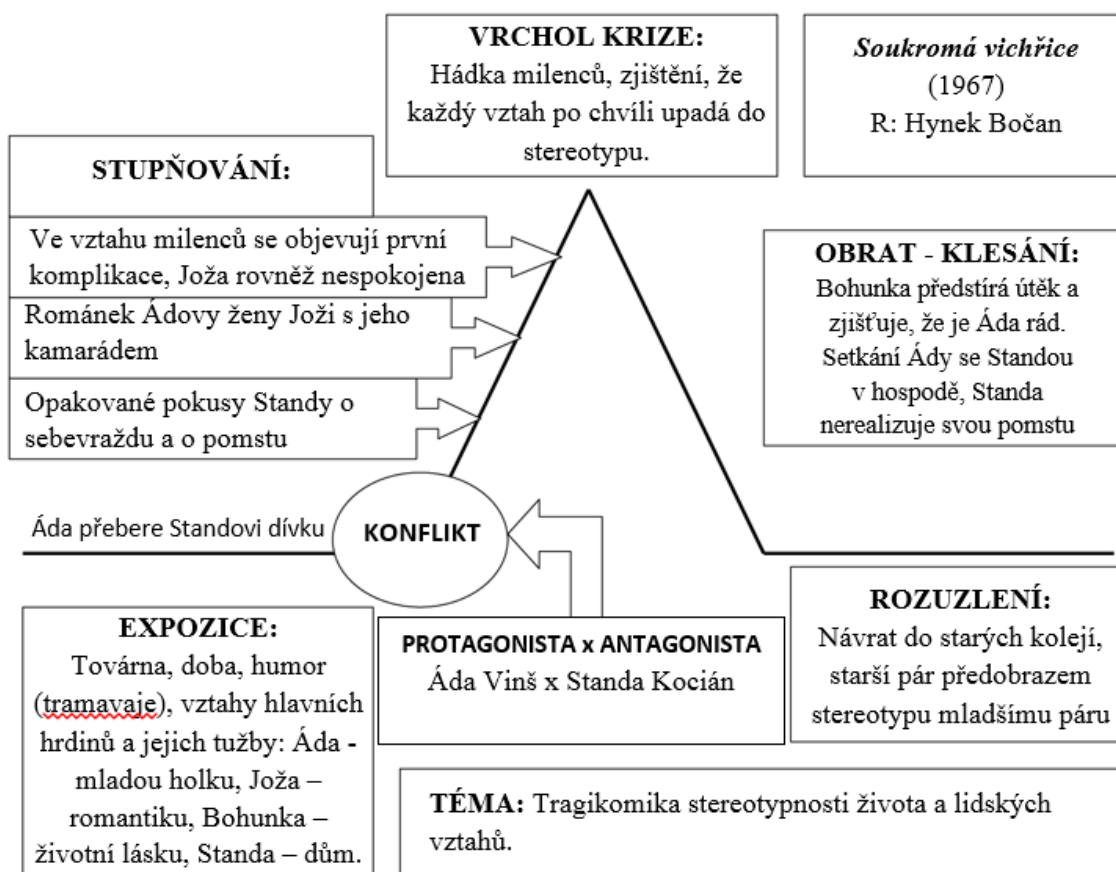 VRCHOL KRIZE:
Hádka milenců, zjištění, že
každý vztah po chvíli upadá do
stereotypu.
Soukromá vichřice
(1967)
R: Hynek Bočan
STUPŇOVÁNÍ:
Ve vztahu milenců se objevují první
komplikace, Joža rovněž nespokojena
Románek Ádovy ženy Joži s jeho
kamarádem
Opakované pokusy Standy o
sebevraždu a o pomstu
OBRAT - KLESÁNÍ:
Bohunka předstírá útěk a
zjišťuje, že je Áda rád.
Setkání Ády se Standou
v hospodě, Standa
nerealizuje svou pomstu
Áda přebere Standovi dívku
KONFLIKT
EXPOZICE:
Továrna, doba, humor
(tramavaje), vztahy hlavních
hrdinů a jejich tužby: Áda -
mladou holku, Joža –
romantiku, Bohunka –
životní lásku, Standa – dům.
PROTAGONISTA x ANTAGONISTA
Áda Vinš x Standa Kocián
ROZUZLENÍ:
Návrat do starých kolejí,
starší pár předobrazem
stereotypu mladšímu páru
TÉMA: Tragikomika stereotypnosti života a lidských
vztahů.